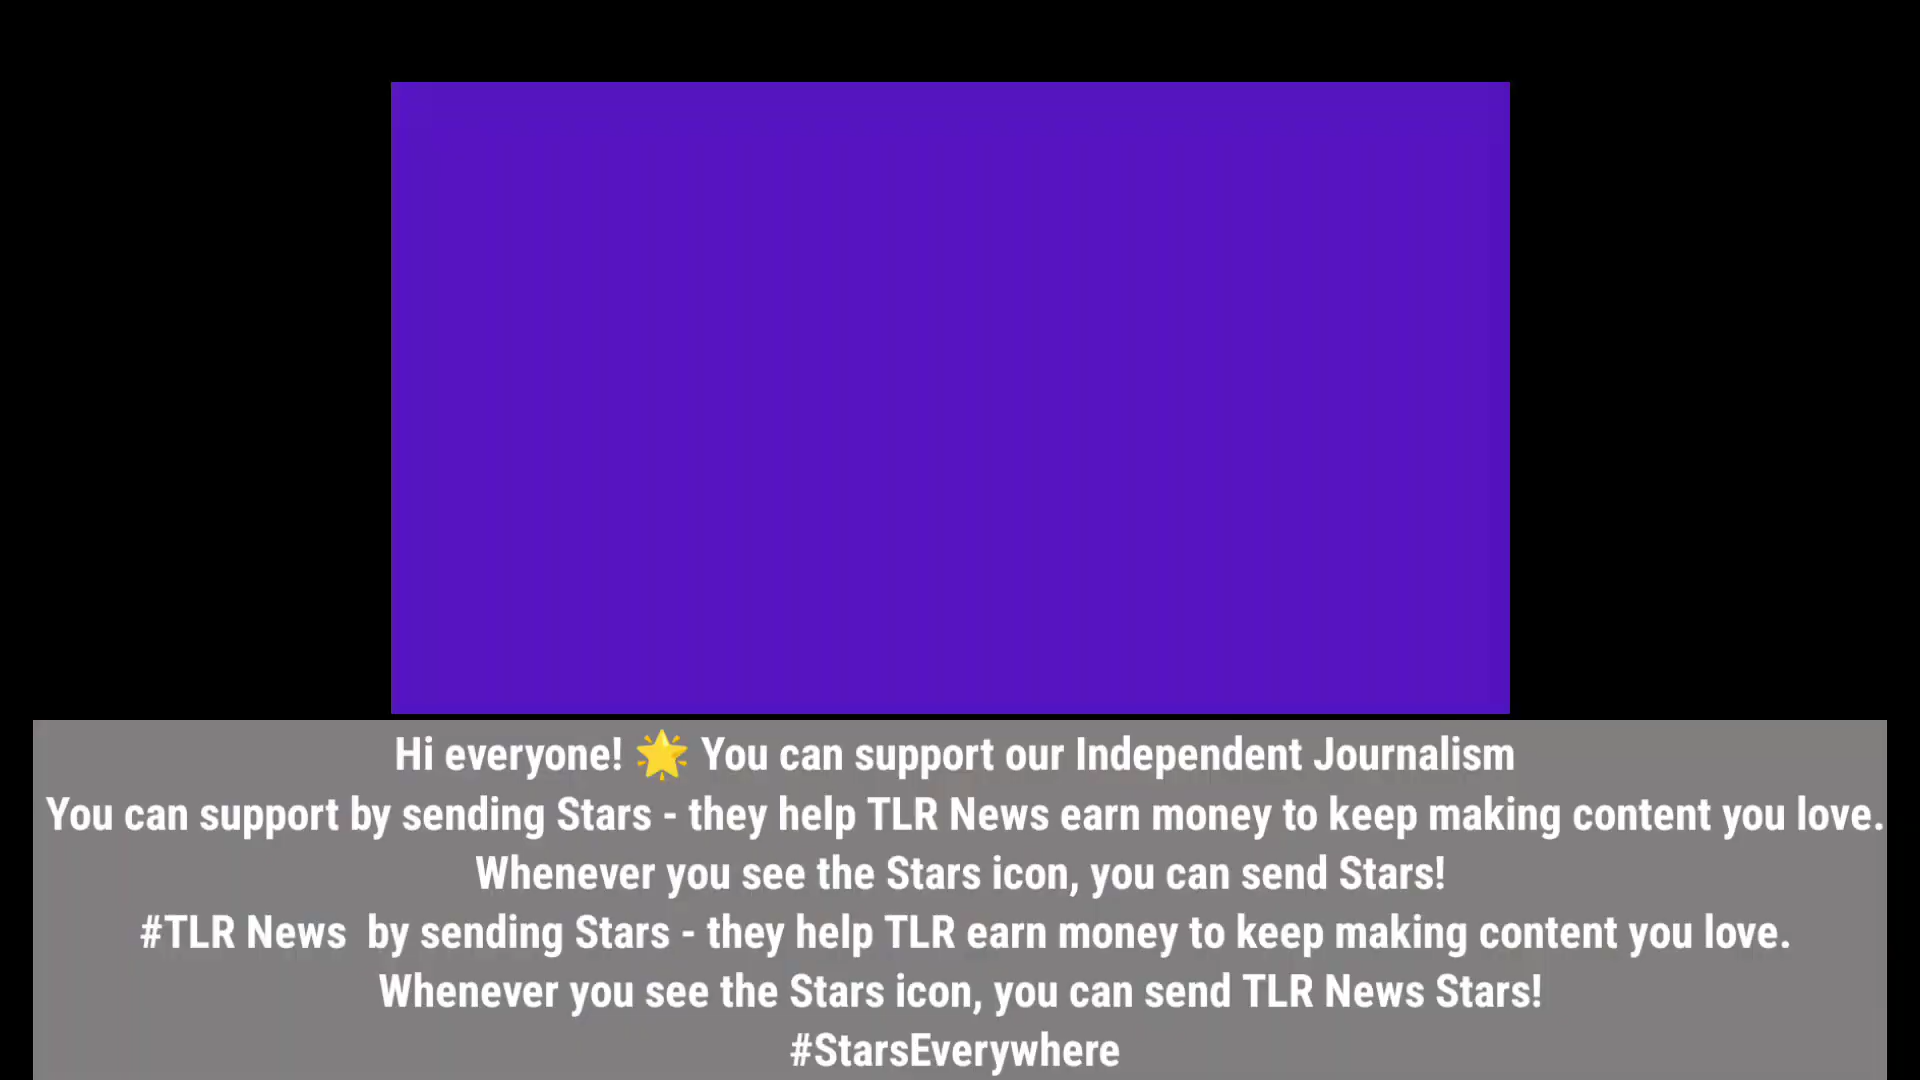 Hi everyone! 🌟 You can support our Independent Journalism
You can support by sending Stars - they help TLR News earn money to keep making content you love.
Whenever you see the Stars icon, you can send Stars!
#TLR News  by sending Stars - they help TLR earn money to keep making content you love.
Whenever you see the Stars icon, you can send TLR News Stars!
#StarsEverywhere